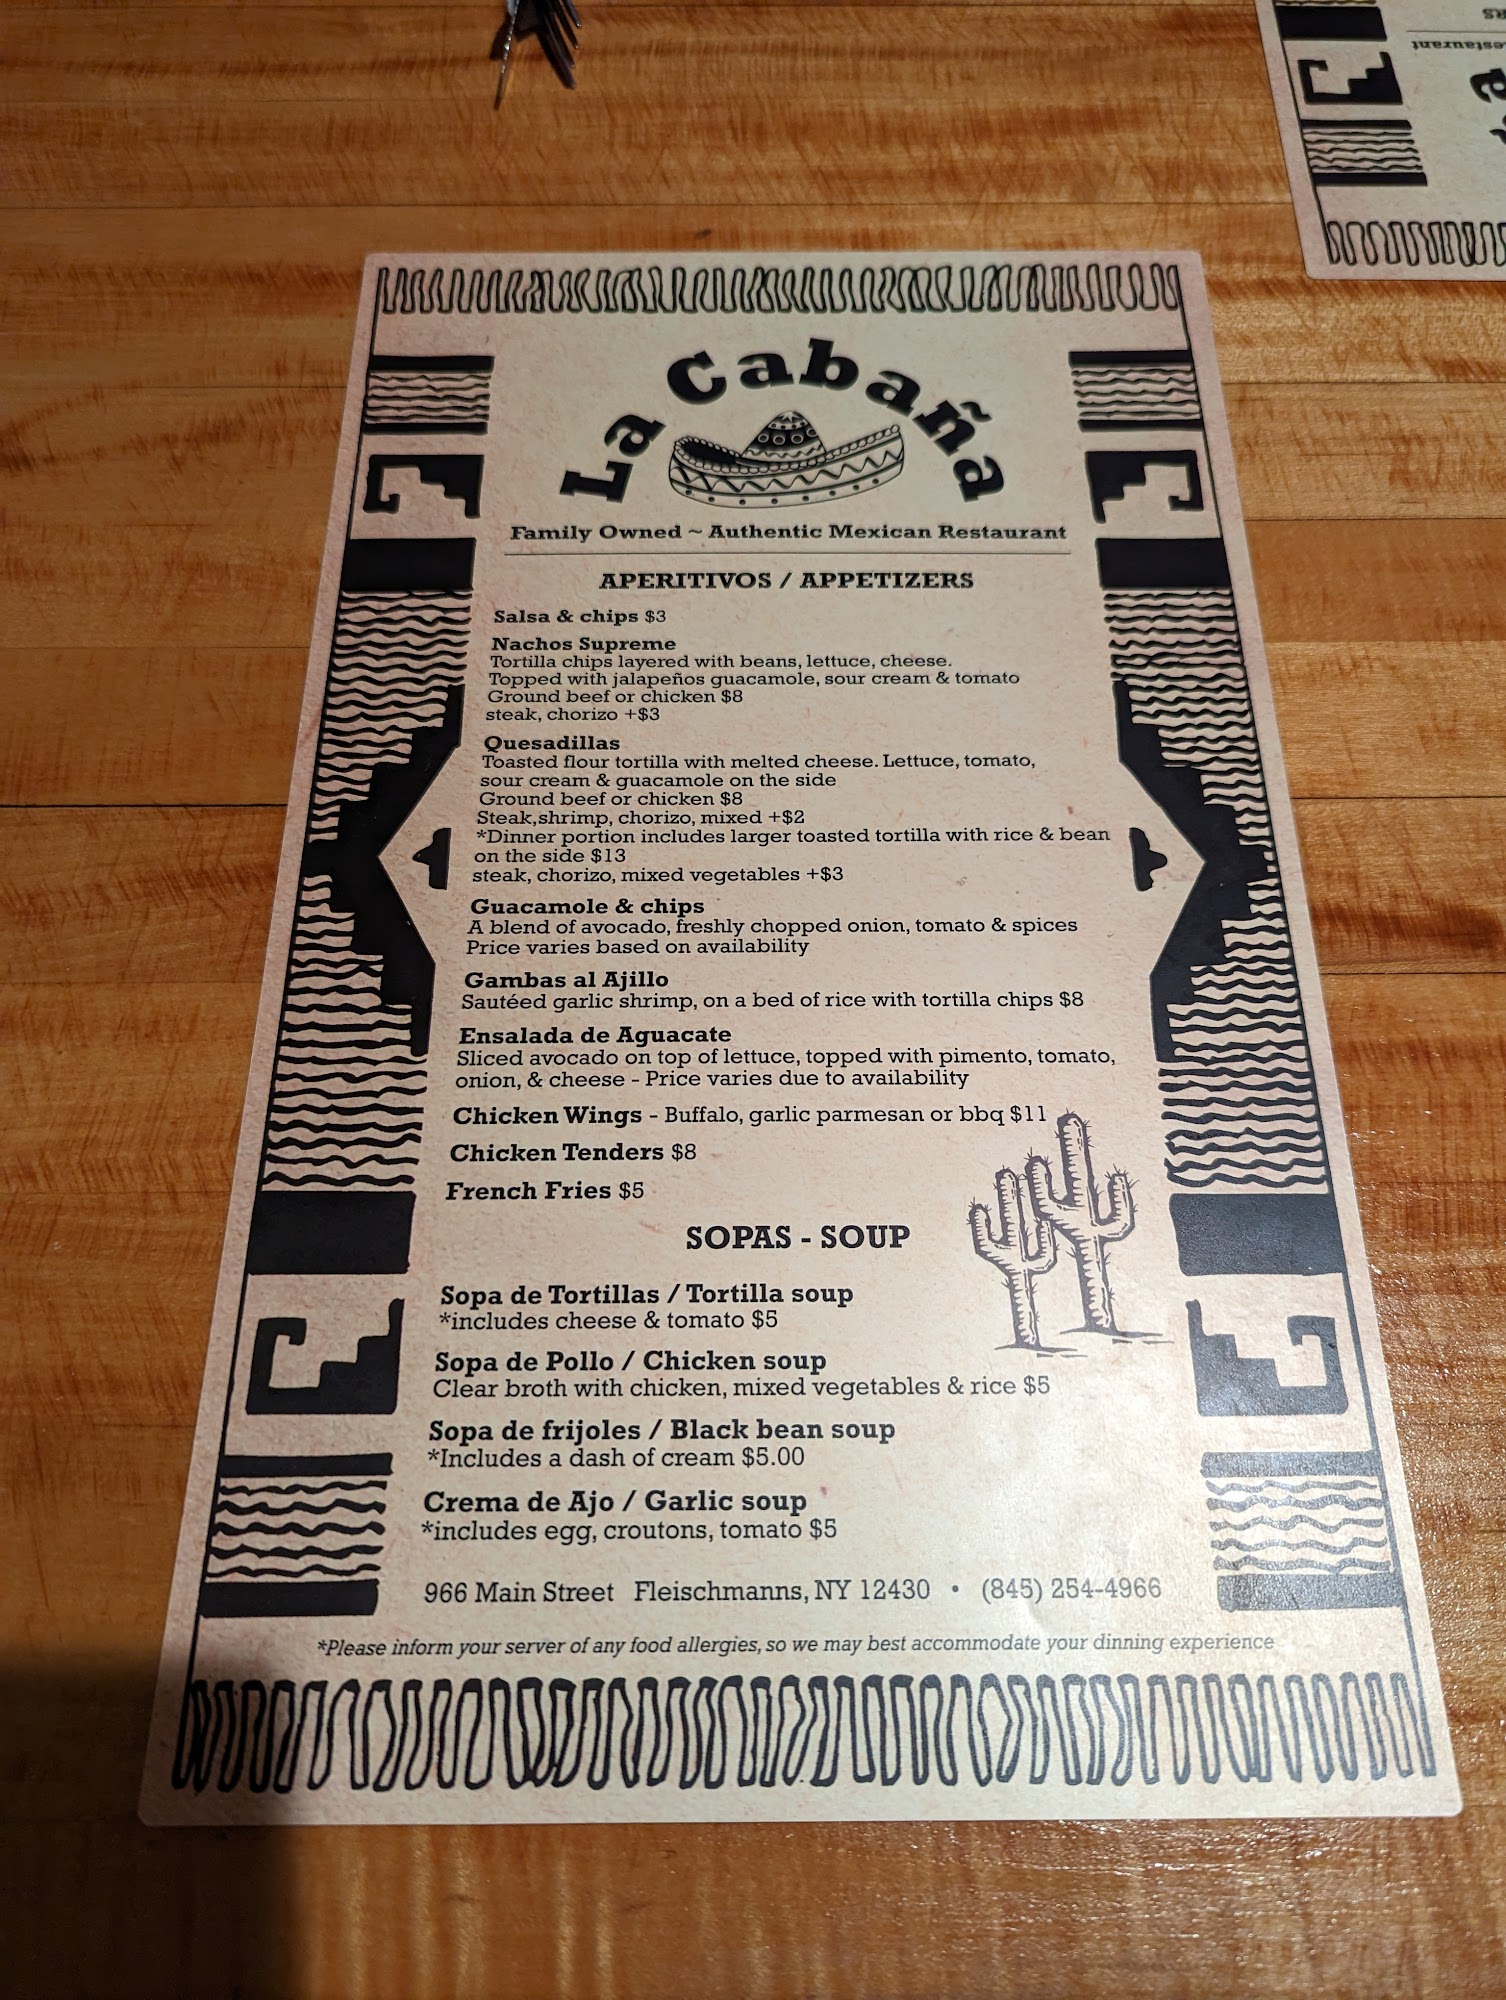 La Cabaña
Family Owned ~ Authentic Mexican Restaurant
APERITIVOS / APPETIZERS
Salsa & chips $3
Nachos Supreme
Tortilla chips layered with beans, lettuce, cheese.
Topped with jalapeños guacamole, sour cream & tomato
Ground beef or chicken $8
steak, chorizo +$3
Quesadillas
Toasted flour tortilla with melted cheese. Lettuce, tomato,
sour cream & guacamole on the side
Ground beef or chicken $8
Steak,shrimp, chorizo, mixed +$2
*Dinner portion includes larger toasted tortilla with rice & bean
on the side $13
steak, chorizo, mixed vegetables +$3
Guacamole & chips
A blend of avocado, freshly chopped onion, tomato & spices
Price varies based on availability
Gambas al Ajillo
Sautéed garlic shrimp, on a bed of rice with tortilla chips $8
Ensalada de Aguacate
Sliced avocado on top of lettuce, topped with pimento, tomato,
onion, & cheese - Price varies due to availability
Chicken Wings - Buffalo, garlic parmesan or bbq $11
Chicken Tenders $8
French Fries $5
SOPAS - SOUP
Sopa de Tortillas / Tortilla soup
*includes cheese & tomato $5
Sopa de Pollo / Chicken soup
Clear broth with chicken, mixed vegetables & rice $5
Sopa de frijoles / Black bean soup
*Includes a dash of cream $5.00
Crema de Ajo / Garlic soup
*includes egg, croutons, tomato $5
966 Main Street Fleischmanns, NY 12430 • (845) 254-4966
*Please inform your server of any food allergies, so we may best accommodate your dinning experience